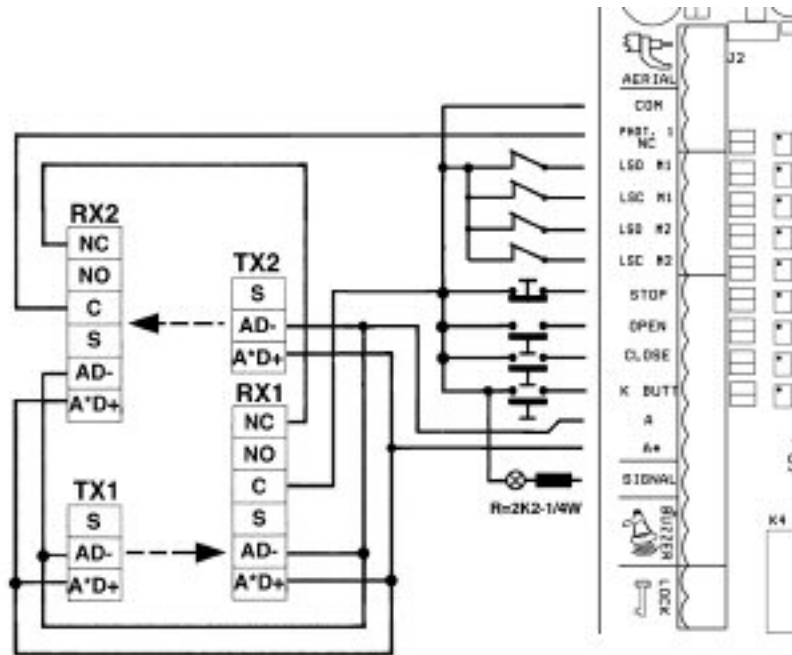 RX2
NC
NO
C
S
AD-
A*D+
TX1
S
AD-
A*D+
TX2
S
AD-
A*D+
RX1
NC
NO
C
S
AD-
A*D+
R=2K2-1/4W
AERIAL
COM
PHOT. 1
NC
LSO M1
LSC M1
LSO M2
LSC M2
STOP
OPEN
CLOSE
K BUTT
A
A*
SIGNAL
BUZZER
LOCK
J2
K4